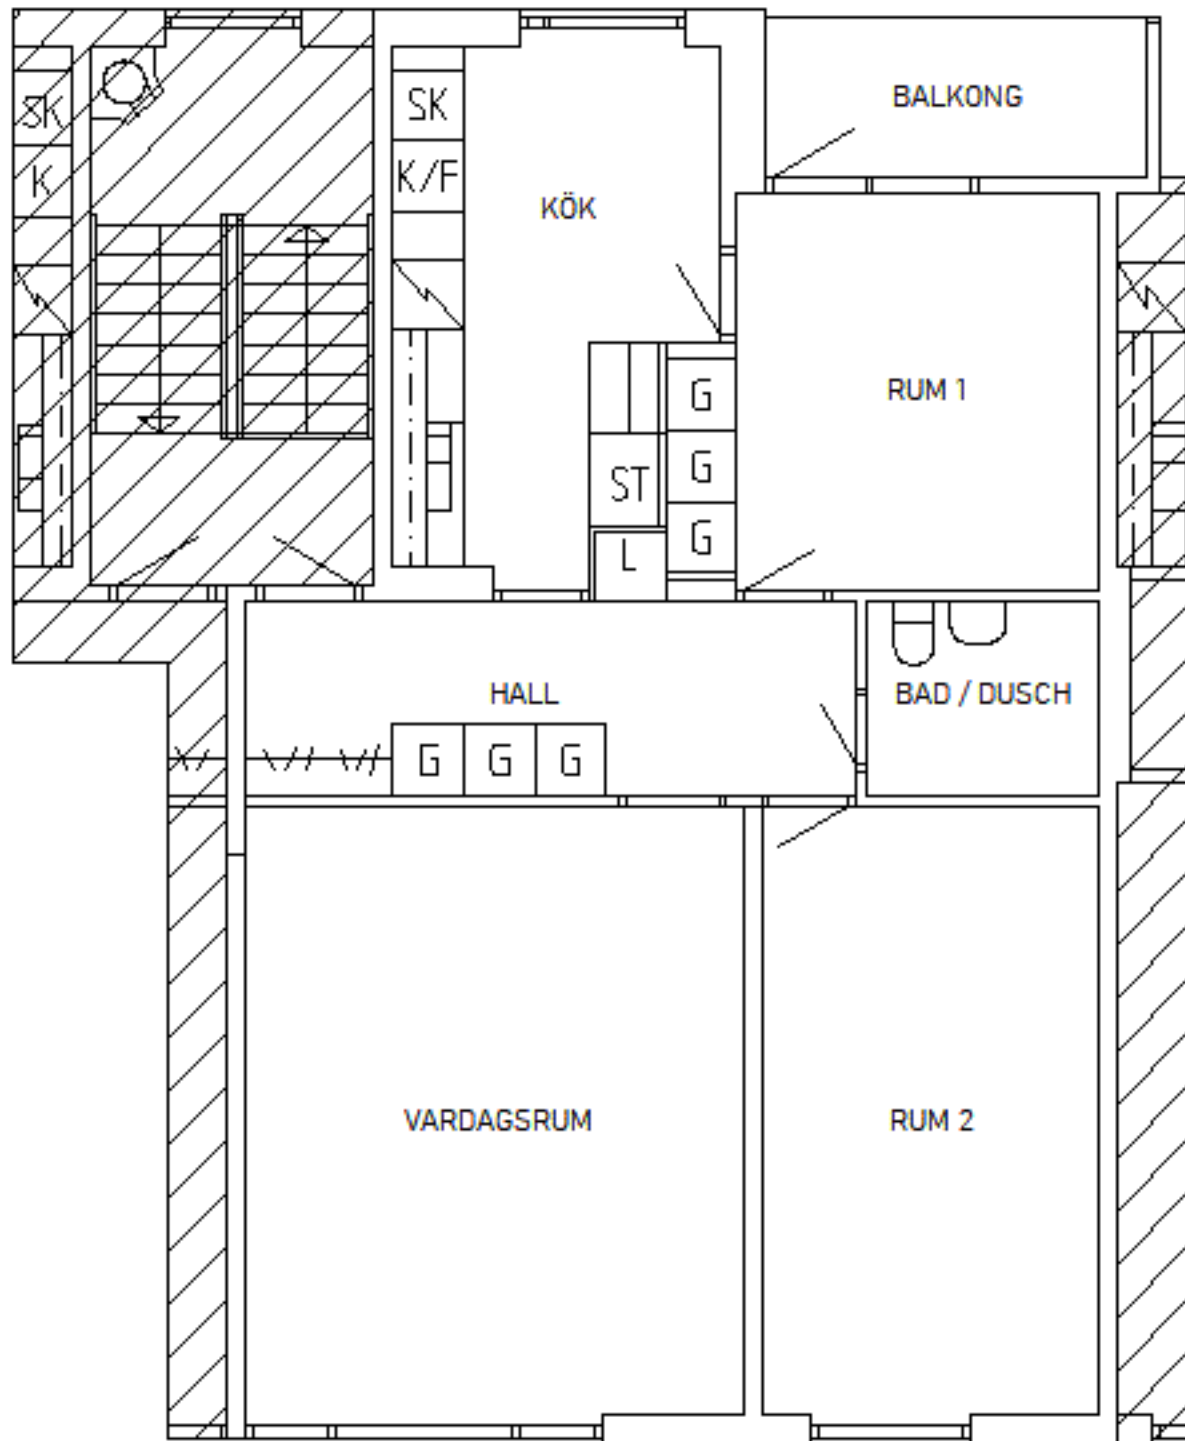 BALKONG
SK
SK
K
K/F
KÖK
RUM 1
G
G
ST
G
L
HALL
BAD / DUSCH
G
G
G
VARDAGSRUM
RUM 2